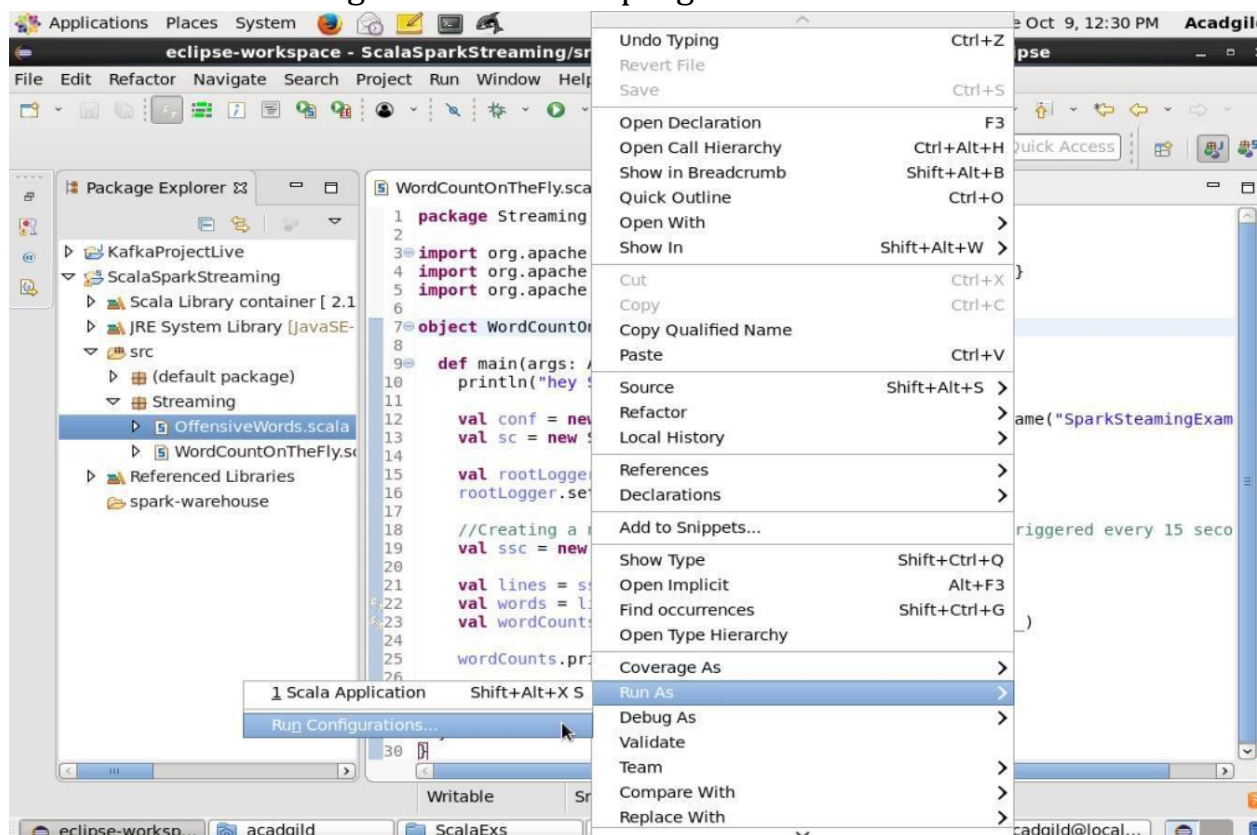 Applications Places System
e Oct 9, 12:30 PM Acadgil
eclipse-workspace - ScalaSparkStreaming/sr
pse
File Edit Refactor Navigate Search Project Run Window Help
Quick Access
Package Explorer
KafkaProjectLive
ScalaSparkStreaming
Scala Library container [ 2.1
JRE System Library [JavaSE-
src
(default package)
Streaming
OffensiveWords.scala
WordCountOnTheFly.sc
Referenced Libraries
spark-warehouse
WordCountOnTheFly.sca
1 package Streaming
2
3 import org.apache
4 import org.apache }
5 import org.apache
6
7 object WordCountOn
8
9 def main(args: A
10 println("hey S
11
12 val conf = new ame("SparkSteamingExam
13 val sc = new S
14
15 val rootLogge
16 rootLogger.set
17
18 //Creating a n riggered every 15 seco
19 val ssc = new
20
21 val lines = ss
22 val words = li
23 val wordCounts _)
24
25 wordCounts.pri
26
30 }
Undo Typing Ctrl+Z
Revert File
Save Ctrl+S
Open Declaration F3
Open Call Hierarchy Ctrl+Alt+H
Show in Breadcrumb Shift+Alt+B
Quick Outline Ctrl+O
Open With
Show In Shift+Alt+W
Cut Ctrl+X
Copy Ctrl+C
Copy Qualified Name
Paste Ctrl+V
Source Shift+Alt+S
Refactor
Local History
References
Declarations
Add to Snippets...
Show Type Shift+Ctrl+Q
Open Implicit Alt+F3
Find occurrences Shift+Ctrl+G
Open Type Hierarchy
Coverage As
Run As
Debug As
Validate
Team
Compare With
Replace With
1 Scala Application Shift+Alt+X S
Run Configurations...
Writable Sr
eclipse-worksp... acadgild ScalaExs cadgild@local...